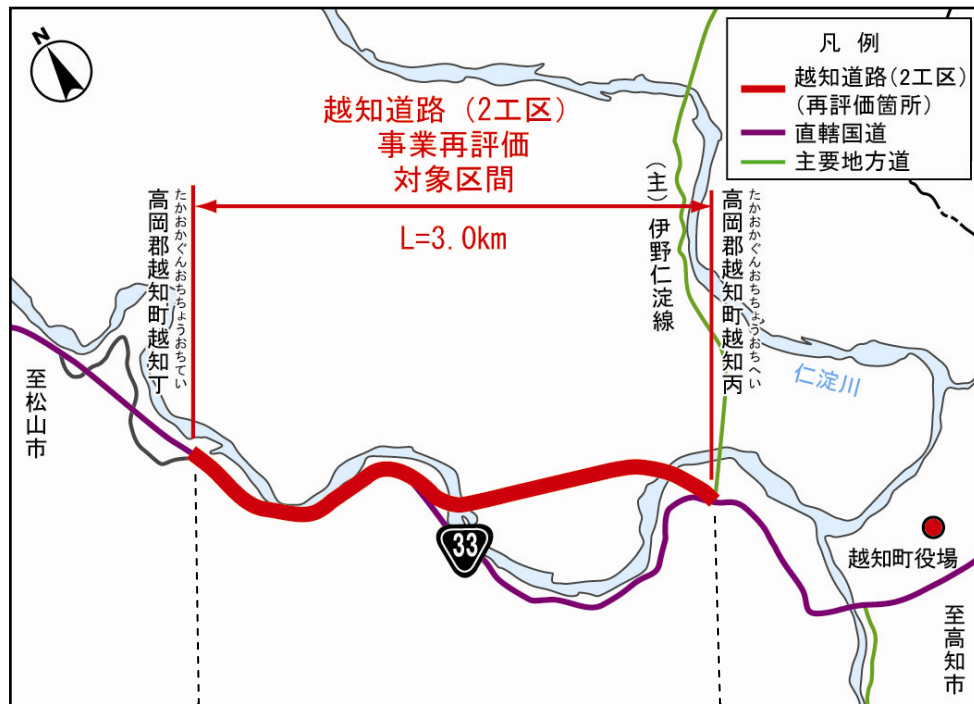 N
越知道路（2工区）
事業再評価
対象区間
L=3.0km
凡 例
越知道路（2工区）
（再評価箇所）
直轄国道
主要地方道
たかおかぐんおちちょうおちてい
高岡郡越知町越知丁
（主）伊野仁淀線
たかおかぐんおちちょうおちへい
高岡郡越知町越知丙
仁淀川
至松山市
33
越知町役場
至高知市